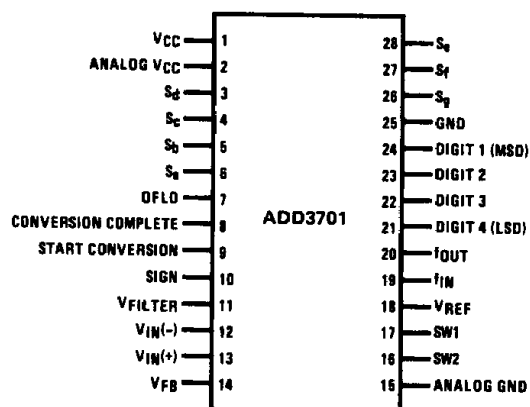 VCC 1
ANALOG VCC 2
Sd 3
Sc 4
Sb 5
Sa 6
OFLO 7
CONVERSION COMPLETE 8
START CONVERSION 9
SIGN 10
VFILTER 11
VIN(-) 12
VIN(+) 13
VFB 14
ADD3701
28 Se
27 Sf
26 Sg
25 GND
24 DIGIT 1 (MSD)
23 DIGIT 2
22 DIGIT 3
21 DIGIT 4 (LSD)
20 fOUT
19 fIN
18 VREF
17 SW1
16 SW2
15 ANALOG GND